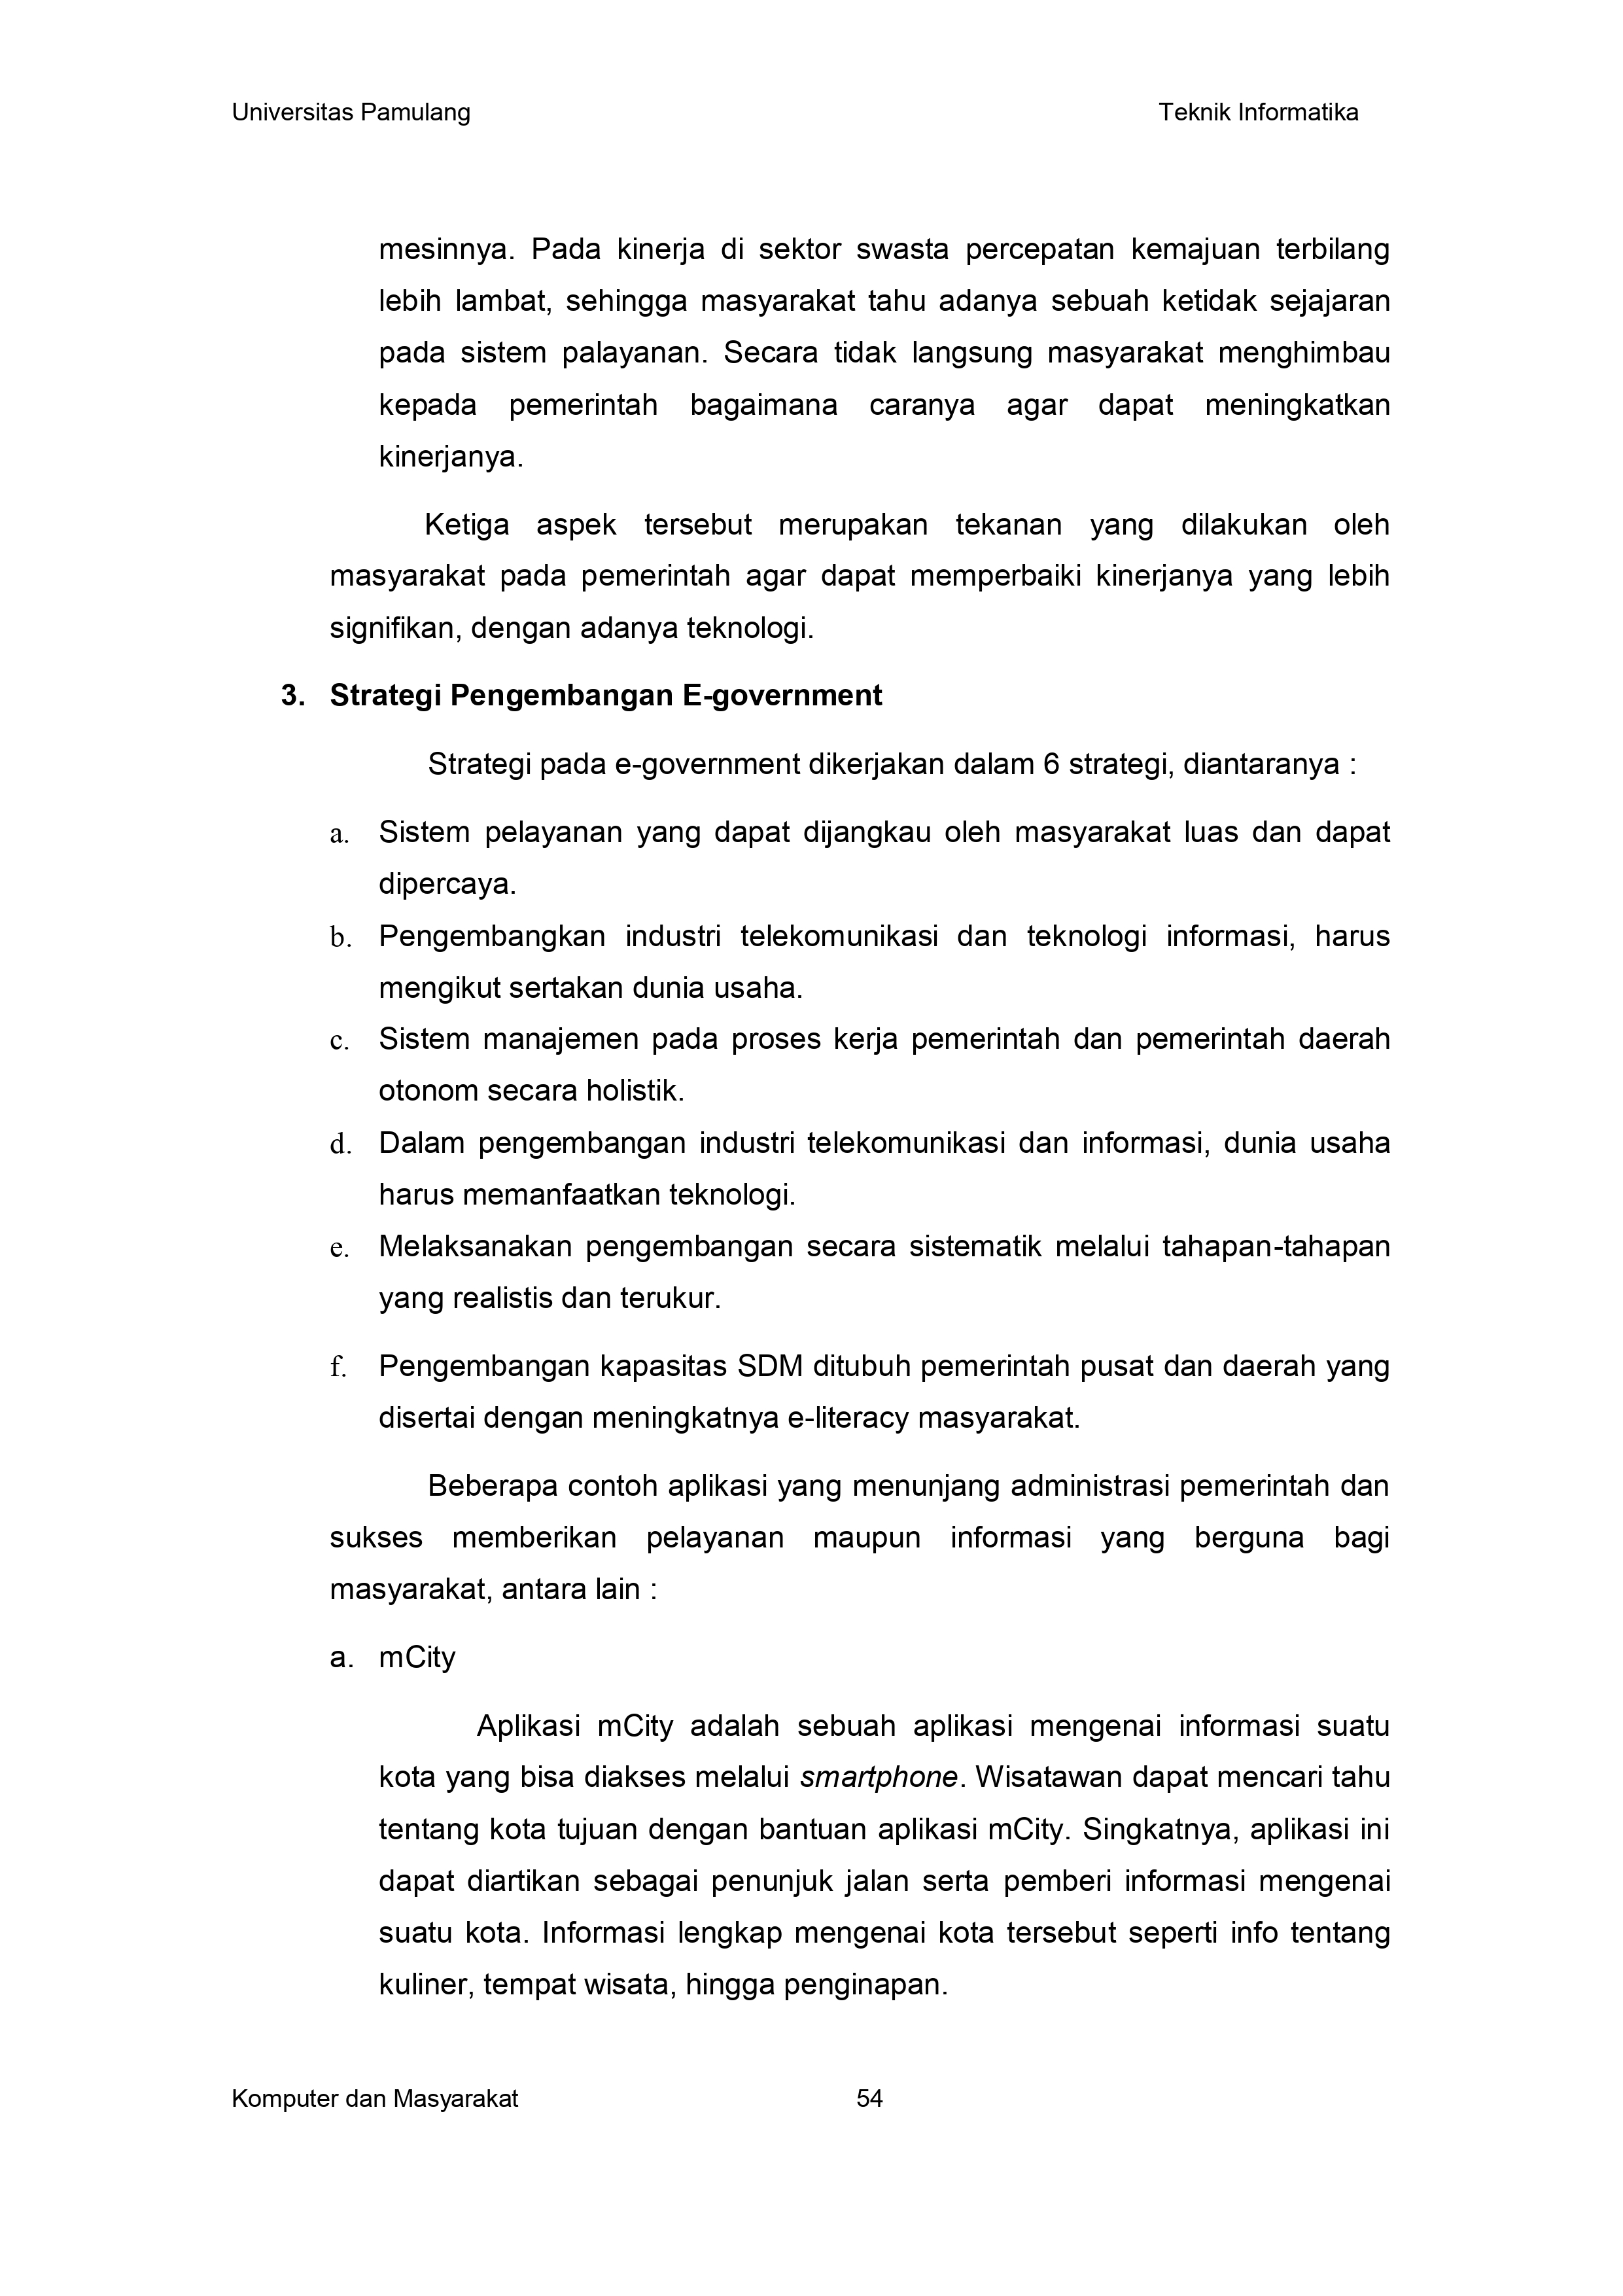 Universitas Pamulang Teknik Informatika
mesinnya. Pada kinerja di sektor swasta percepatan kemajuan terbilang
lebih lambat, sehingga masyarakat tahu adanya sebuah ketidak sejajaran
pada sistem palayanan. Secara tidak langsung masyarakat menghimbau
kepada pemerintah bagaimana caranya agar dapat meningkatkan
kinerjanya.
Ketiga aspek tersebut merupakan tekanan yang dilakukan oleh
masyarakat pada pemerintah agar dapat memperbaiki kinerjanya yang lebih
signifikan, dengan adanya teknologi.
3. Strategi Pengembangan E-government
Strategi pada e-government dikerjakan dalam 6 strategi, diantaranya :
a. Sistem pelayanan yang dapat dijangkau oleh masyarakat luas dan dapat
dipercaya.
b. Pengembangkan industri telekomunikasi dan teknologi informasi, harus
mengikut sertakan dunia usaha.
c. Sistem manajemen pada proses kerja pemerintah dan pemerintah daerah
otonom secara holistik.
d. Dalam pengembangan industri telekomunikasi dan informasi, dunia usaha
harus memanfaatkan teknologi.
e. Melaksanakan pengembangan secara sistematik melalui tahapan-tahapan
yang realistis dan terukur.
f. Pengembangan kapasitas SDM ditubuh pemerintah pusat dan daerah yang
disertai dengan meningkatnya e-literacy masyarakat.
Beberapa contoh aplikasi yang menunjang administrasi pemerintah dan
sukses memberikan pelayanan maupun informasi yang berguna bagi
masyarakat, antara lain :
a. mCity
Aplikasi mCity adalah sebuah aplikasi mengenai informasi suatu
kota yang bisa diakses melalui smartphone. Wisatawan dapat mencari tahu
tentang kota tujuan dengan bantuan aplikasi mCity. Singkatnya, aplikasi ini
dapat diartikan sebagai penunjuk jalan serta pemberi informasi mengenai
suatu kota. Informasi lengkap mengenai kota tersebut seperti info tentang
kuliner, tempat wisata, hingga penginapan.
Komputer dan Masyarakat 54